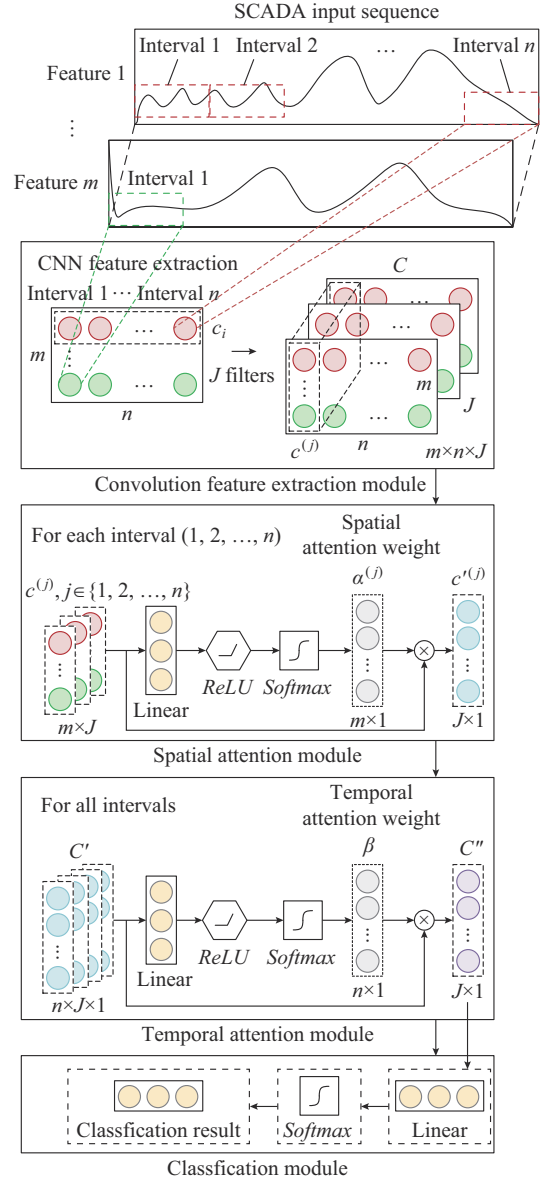 SCADA input sequence
Interval 1 Interval 2 … Interval n
Feature 1
⋮
Feature m
Interval 1
CNN feature extraction
Interval 1 … Interval n
c_i
m
⋮
…
…
n
J filters
C
…
…
…
⋮
…
m
J
c^(j)
n
m×n×J
Convolution feature extraction module
For each interval (1, 2, …, n)
Spatial
attention weight
c^(j), j∈{1, 2, …, n}
α^(j)
c′^(j)
⋮
⋮
⋮
×
ReLU Softmax
Linear
m×J
m×1
J×1
Spatial attention module
For all intervals
Temporal
attention weight
C′
β
C″
⋮
⋮
⋮
×
ReLU Softmax
Linear
n×J×1
n×1
J×1
Temporal attention module
Classfication result
Softmax
Linear
Classfication module